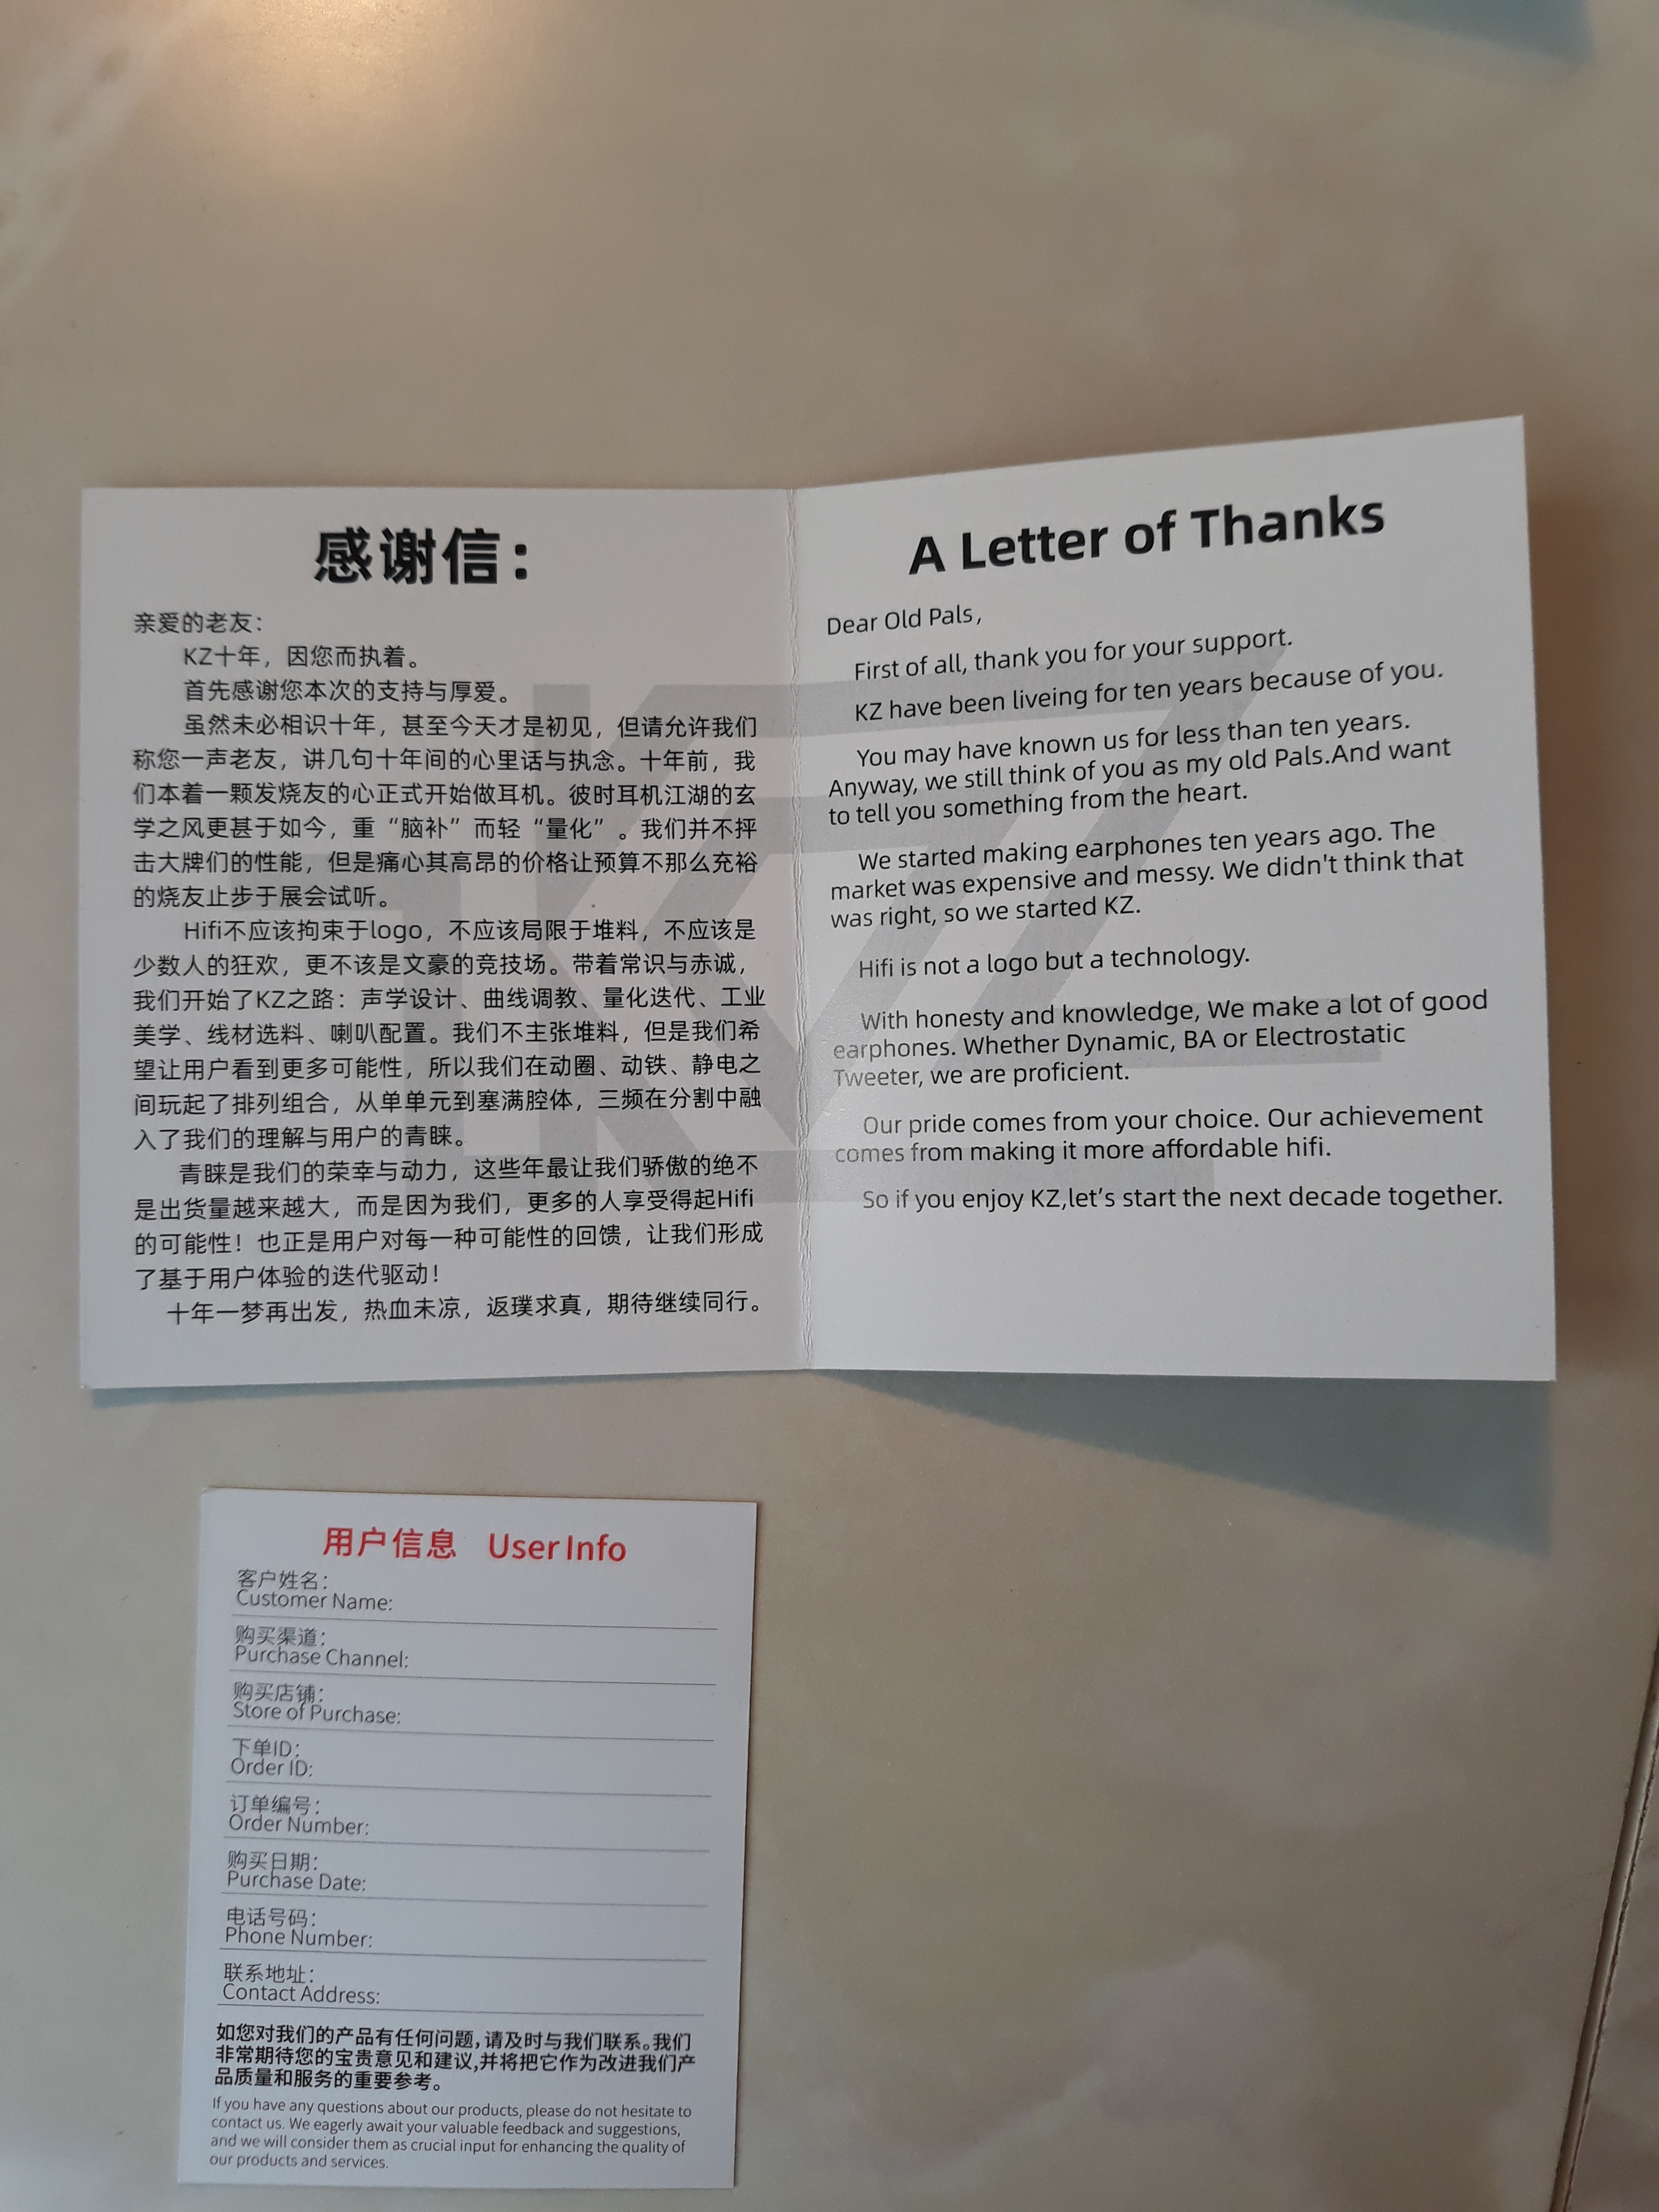 感谢信：
亲爱的老友：
KZ十年，因您而执着。
首先感谢您本次的支持与厚爱。
虽然未必相识十年，甚至今天才是初见，但请允许我们
称您一声老友，讲几句十年间的心里话与执念。十年前，我
们本着一颗发烧友的心正式开始做耳机。彼时耳机江湖的玄
学之风更甚于如今，重“脑补”而轻“量化”。我们并不抨
击大牌们的性能，但是痛心其高昂的价格让预算不那么充裕
的烧友止步于展会试听。
Hifi不应该拘束于logo，不应该局限于堆料，不应该是
少数人的狂欢，更不该是文豪的竞技场。带着常识与赤诚，
我们开始了KZ之路：声学设计、曲线调教、量化迭代、工业
美学、线材选料、喇叭配置。我们不主张堆料，但是我们希
望让用户看到更多可能性，所以我们在动圈、动铁、静电之
间玩起了排列组合，从单单元到塞满腔体，三频在分割中融
入了我们的理解与用户的青睐。
青睐是我们的荣幸与动力，这些年最让我们骄傲的绝不
是出货量越来越大，而是因为我们，更多的人享受得起Hifi
的可能性！也正是用户对每一种可能性的回馈，让我们形成
了基于用户体验的迭代驱动！
十年一梦再出发，热血未凉，返璞求真，期待继续同行。
A Letter of Thanks
Dear Old Pals,
First of all, thank you for your support.
KZ have been liveing for ten years because of you.
You may have known us for less than ten years.
Anyway, we still think of you as my old Pals.And want
to tell you something from the heart.
We started making earphones ten years ago. The
market was expensive and messy. We didn't think that
was right, so we started KZ.
Hifi is not a logo but a technology.
With honesty and knowledge, We make a lot of good
earphones. Whether Dynamic, BA or Electrostatic
Tweeter, we are proficient.
Our pride comes from your choice. Our achievement
comes from making it more affordable hifi.
So if you enjoy KZ,let’s start the next decade together.
KZ
用户信息 User Info
客户姓名：
Customer Name:
购买渠道：
Purchase Channel:
购买店铺：
Store of Purchase:
下单ID：
Order ID:
订单编号：
Order Number:
购买日期：
Purchase Date:
电话号码：
Phone Number:
联系地址：
Contact Address:
如您对我们的产品有任何问题,请及时与我们联系。我们
非常期待您的宝贵意见和建议,并将把它作为改进我们产
品质量和服务的重要参考。
If you have any questions about our products, please do not hesitate to
contact us. We eagerly await your valuable feedback and suggestions,
and we will consider them as crucial input for enhancing the quality of
our products and services.